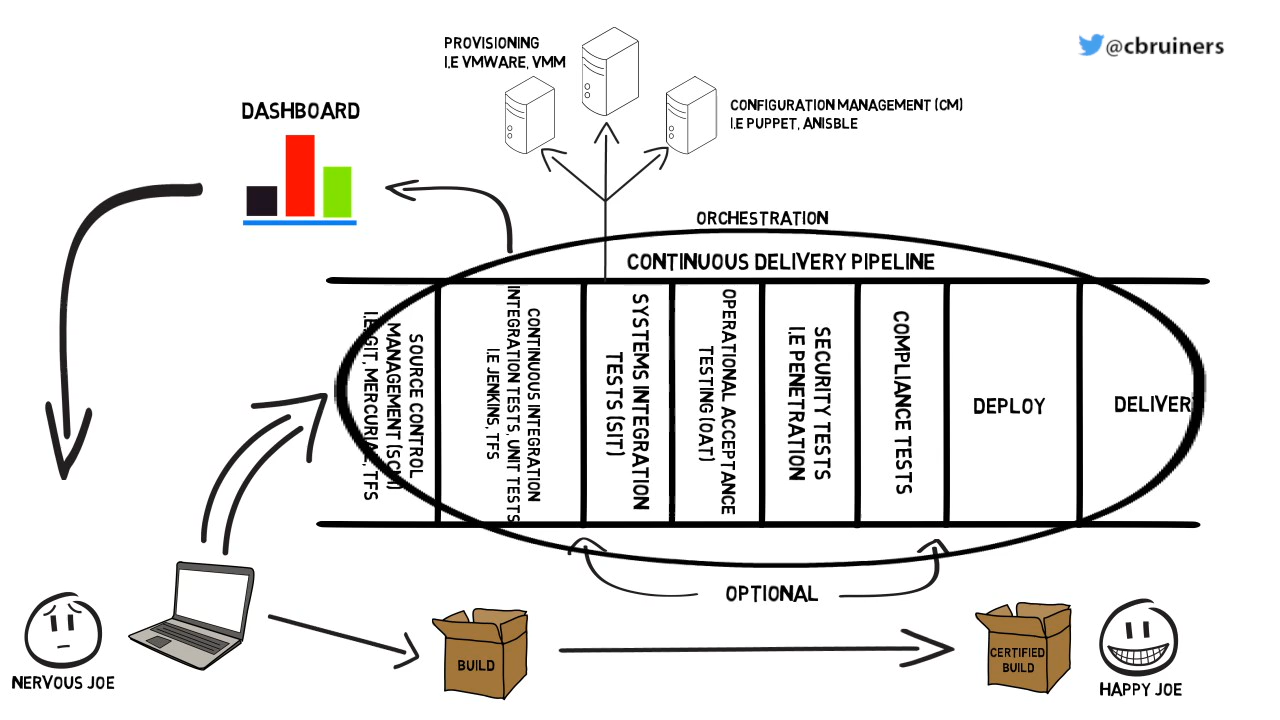 @cbruiners
PROVISIONING
I.E VMWARE, VMM
DASHBOARD
CONFIGURATION MANAGEMENT (CM)
I.E PUPPET, ANISBLE
ORCHESTRATION
CONTINUOUS DELIVERY PIPELINE
SOURCE CONTROL
MANAGEMENT (SCM)
I.E GIT, MERCURIAL, TFS
CONTINUOUS INTEGRATION
INTEGRATION TESTS, UNIT TESTS
I.E JENKINS, TFS
SYSTEMS INTEGRATION
TESTS (SIT)
OPERATIONAL ACCEPTANCE
TESTING (OAT)
SECURITY TESTS
I.E PENETRATION
COMPLIANCE TESTS
DEPLOY
DELIVER
OPTIONAL
BUILD
CERTIFIED
BUILD
NERVOUS JOE
HAPPY JOE